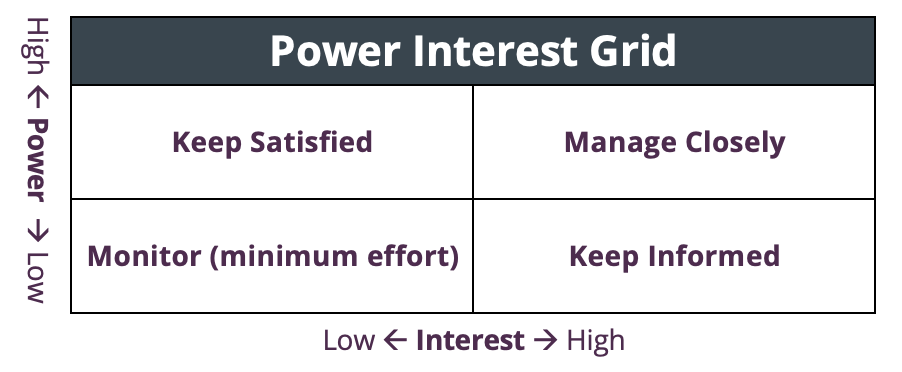 Power Interest Grid
High ← Power → Low
Keep Satisfied
Manage Closely
Monitor (minimum effort)
Keep Informed
Low ← Interest → High